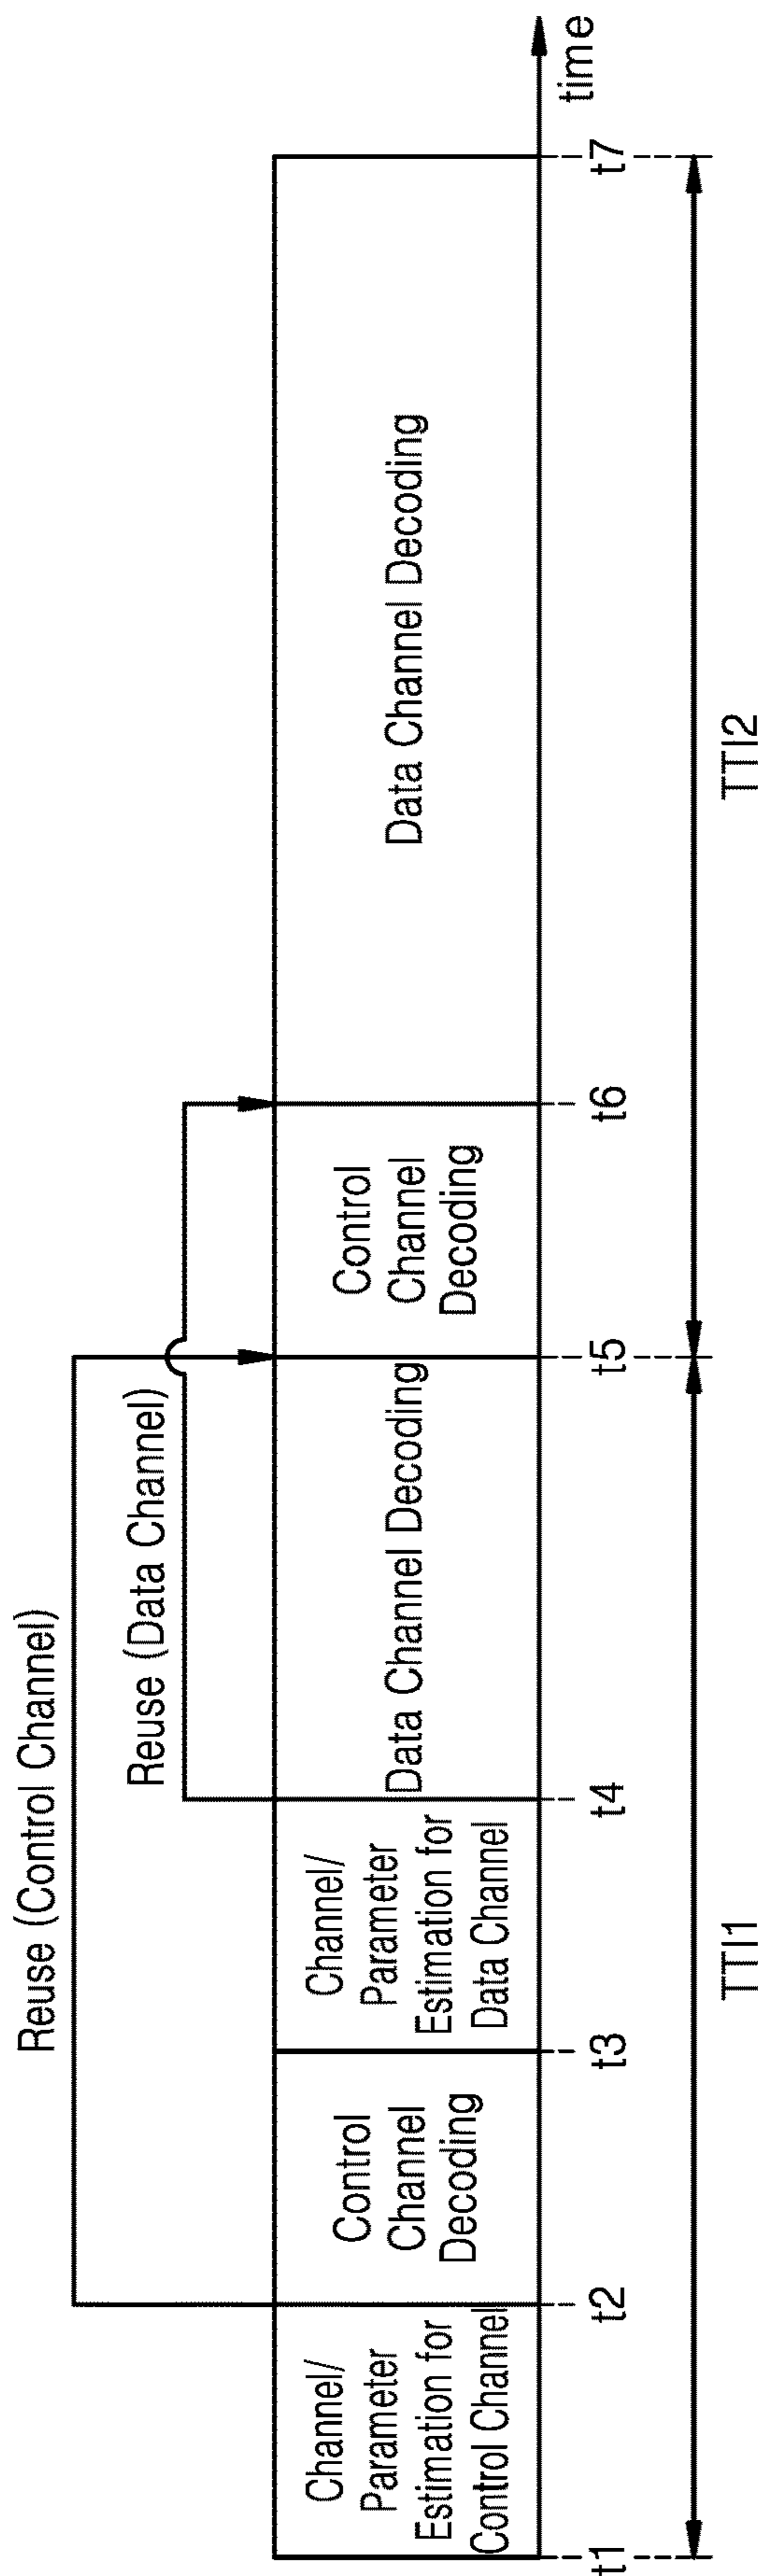 Reuse (Control Channel)
Reuse (Data Channel)
Channel/
Parameter
Estimation for
Control Channel
Control
Channel
Decoding
Channel/
Parameter
Estimation for
Data Channel
Data Channel Decoding
Control
Channel
Decoding
Data Channel Decoding
t1
t2
t3
t4
t5
t6
t7
time
TTI1
TTI2